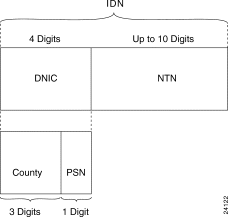 IDN
4 Digits
Up to 10 Digits
DNIC
NTN
County
PSN
3 Digits
1 Digit
24122